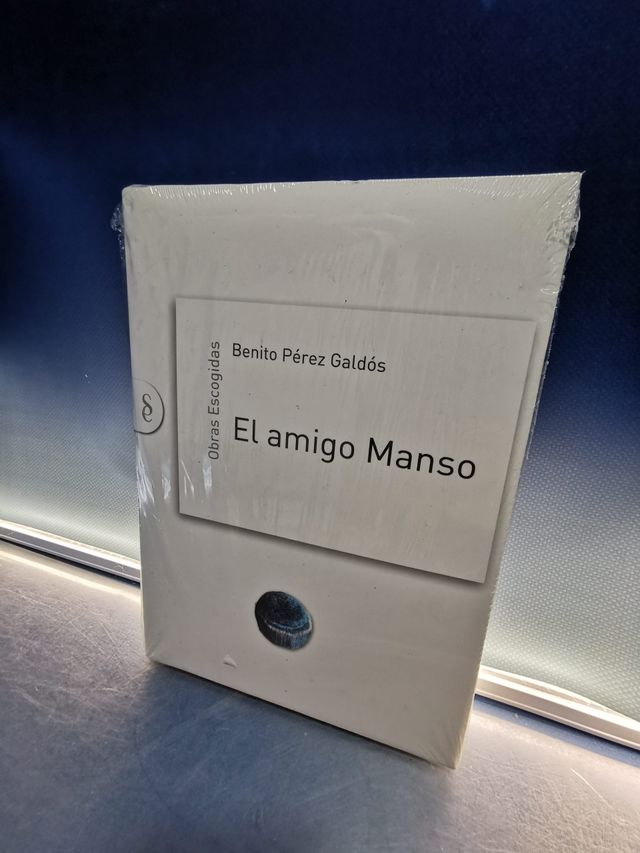 Benito Pérez Galdós
Obras Escogidas
El amigo Manso